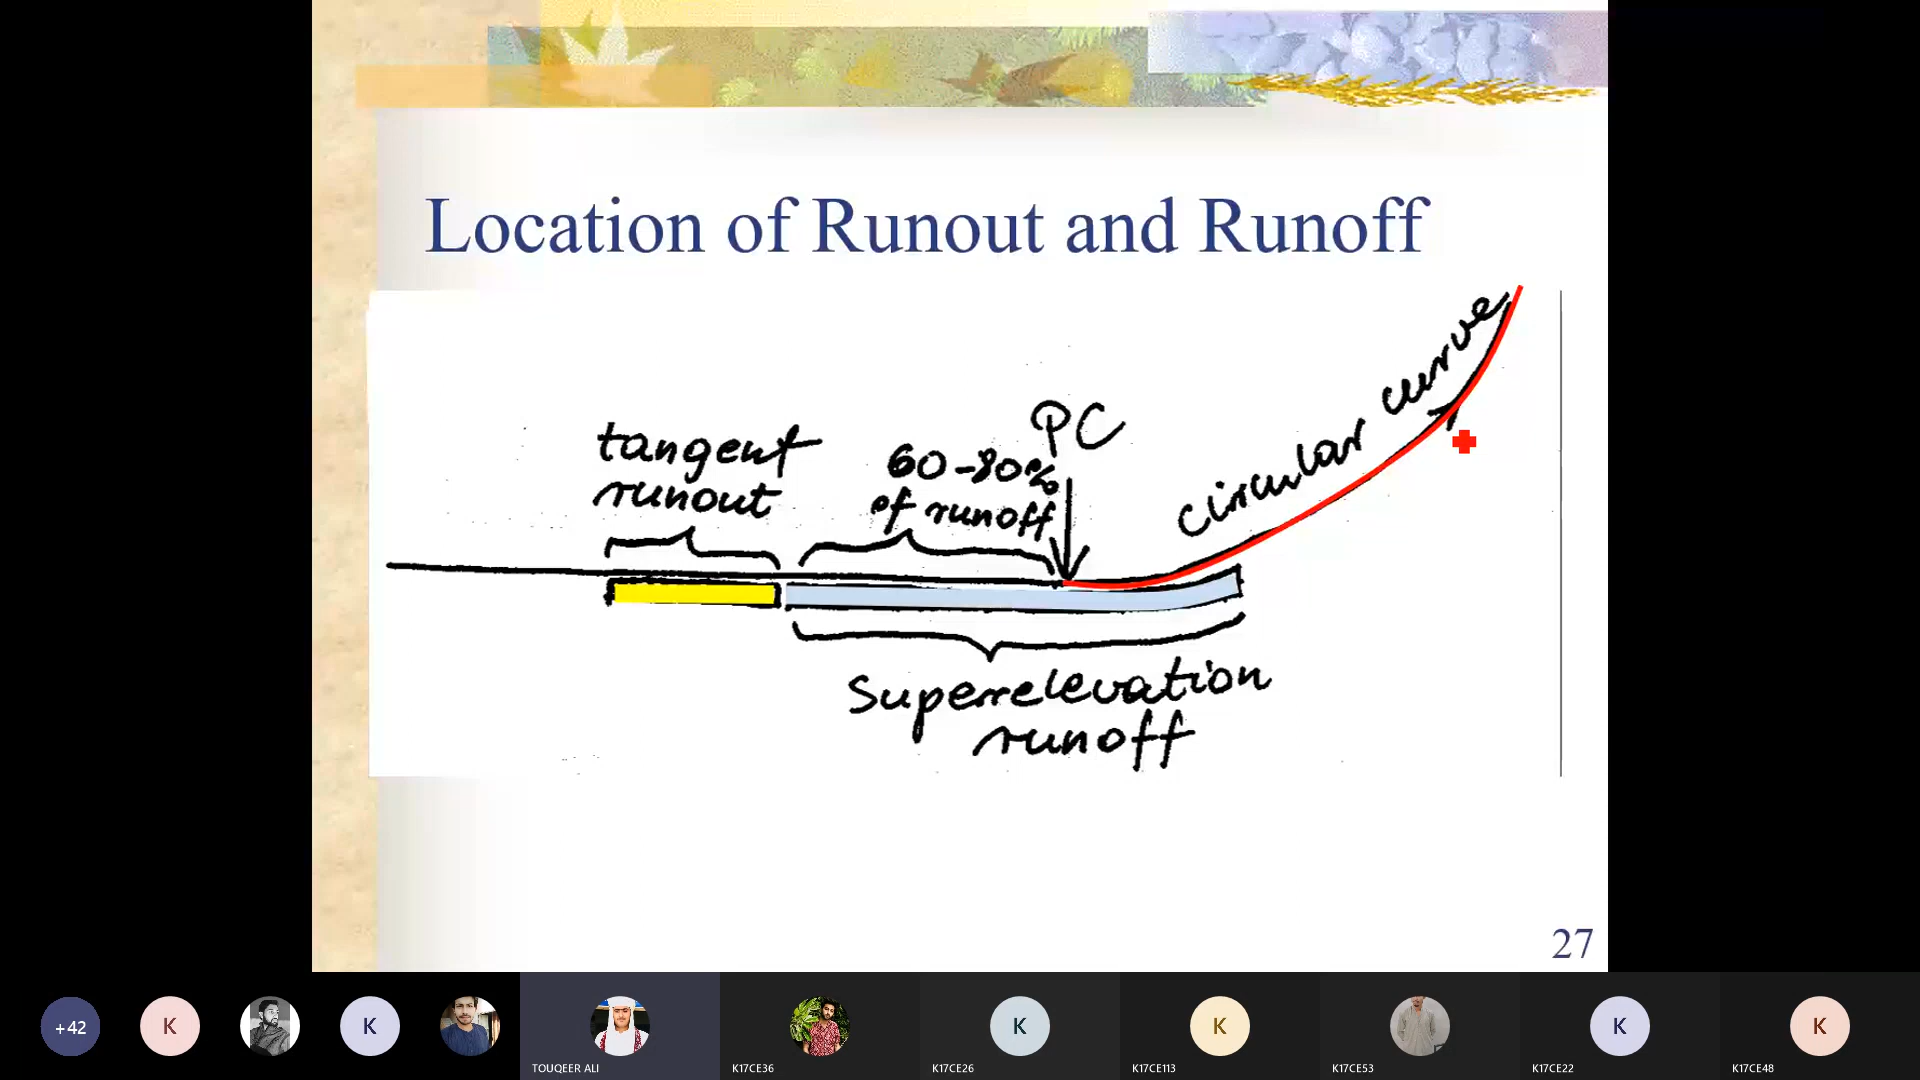 Location of Runout and Runoff
tangent
runout
60-80%
of runoff
PC
circular curve
Superelevation
runoff
27
+42
K
K
TOUQEER ALI
K17CE36
K
K17CE26
K
K17CE113
K17CE53
K
K17CE22
K
K17CE48